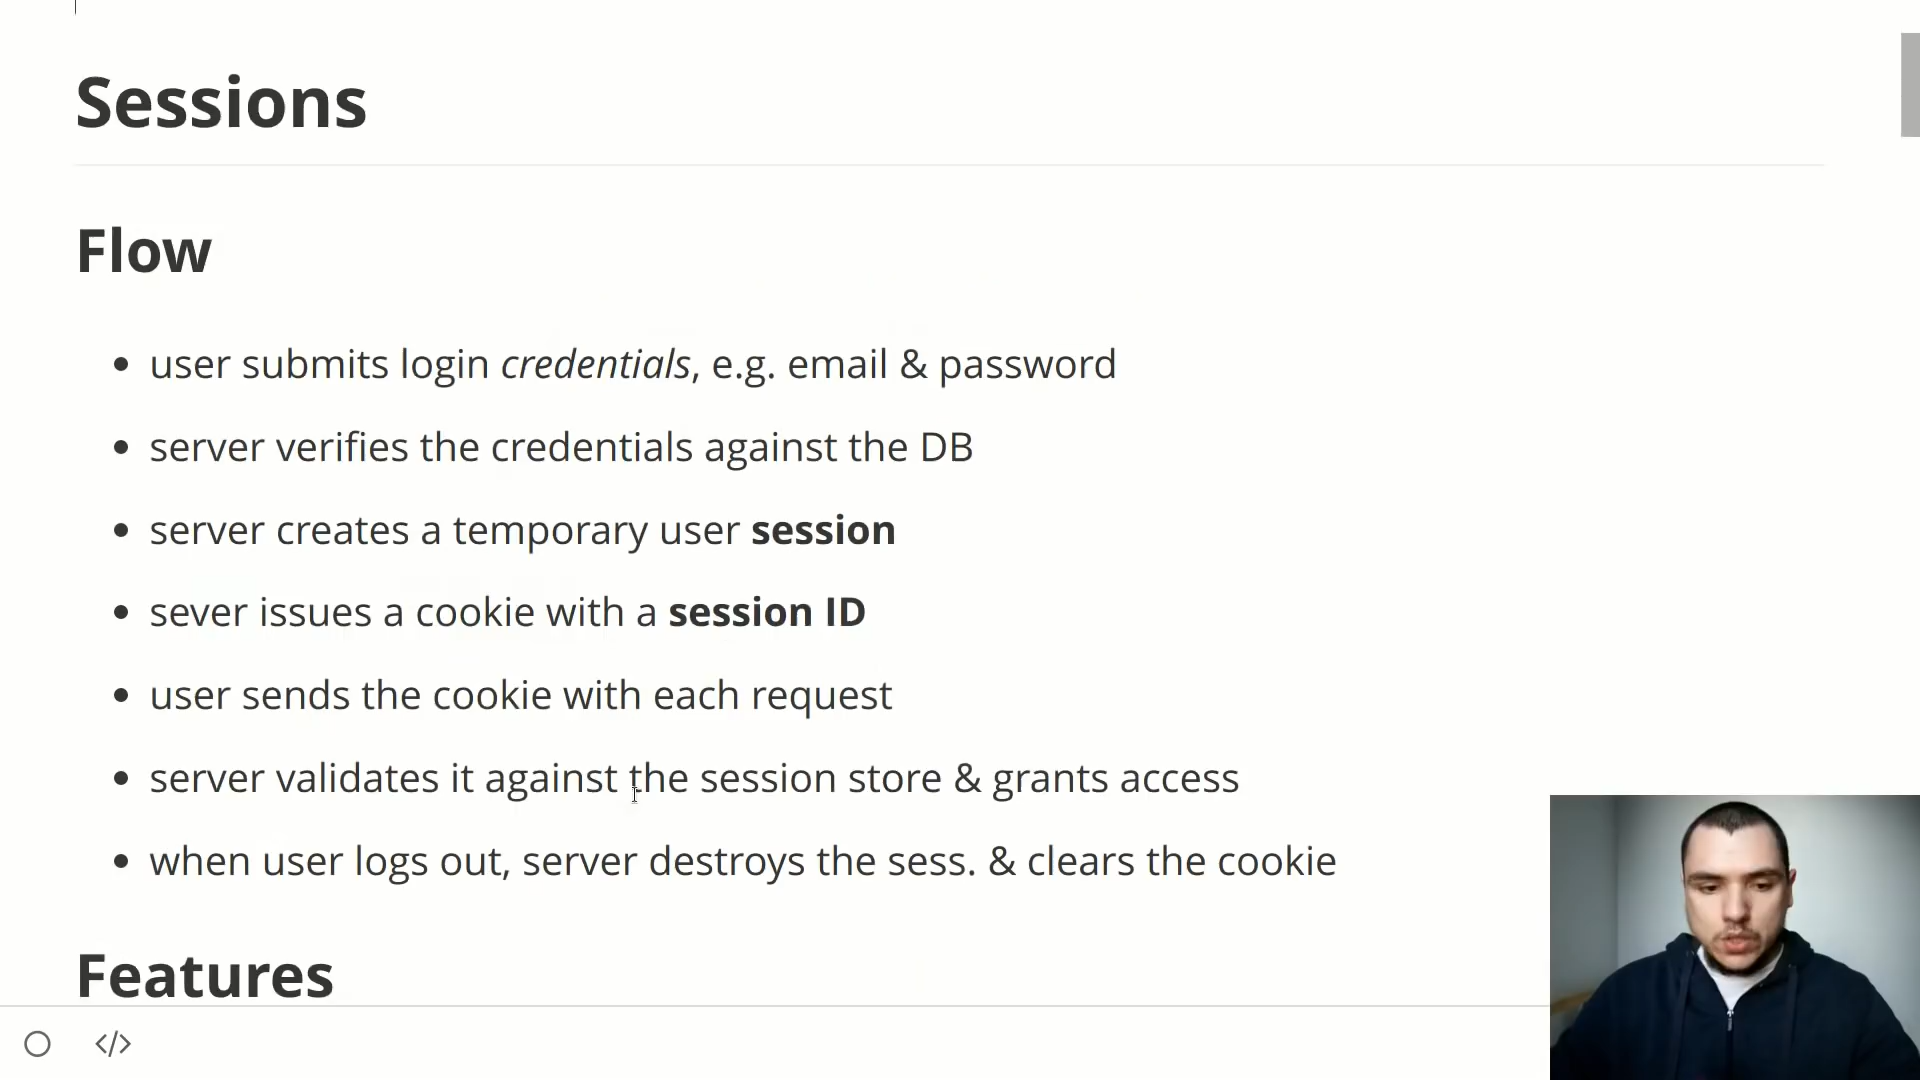 Sessions
Flow
• user submits login credentials, e.g. email & password
• server verifies the credentials against the DB
• server creates a temporary user session
• sever issues a cookie with a session ID
• user sends the cookie with each request
• server validates it against the session store & grants access
• when user logs out, server destroys the sess. & clears the cookie
Features
</>